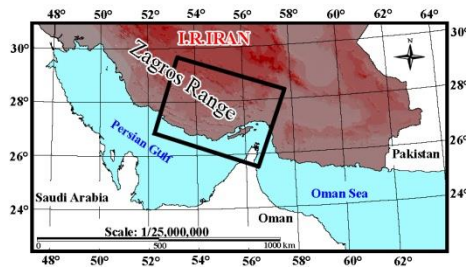 48° 50° 52° 54° 56° 58° 60° 62° 64°
30° 30°
I.R.IRAN
Zagros Range
28° 28°
Persian Gulf
26° 26°
Pakistan
Saudi Arabia
Oman Sea
24° 24°
Oman
Scale: 1/25,000,000
0 500 1000 km
48° 50° 52° 54° 56° 58° 60° 62°